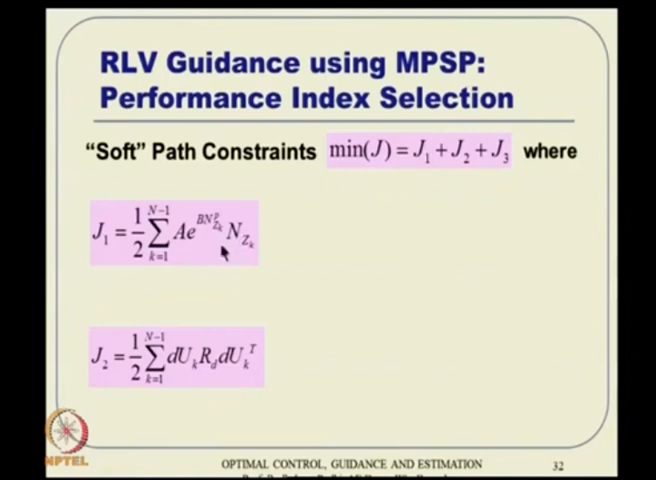 RLV Guidance using MPSP:
Performance Index Selection
“Soft” Path Constraints min(J) = J₁ + J₂ + J₃ where
J₁ = 1/2 ∑_{k=1}^{N−1} Ae^{BN_{Z_k}^{p}} N_{Z_k}
J₂ = 1/2 ∑_{k=1}^{N−1} dU_k R_d dU_k^T
NPTEL
OPTIMAL CONTROL, GUIDANCE AND ESTIMATION 32